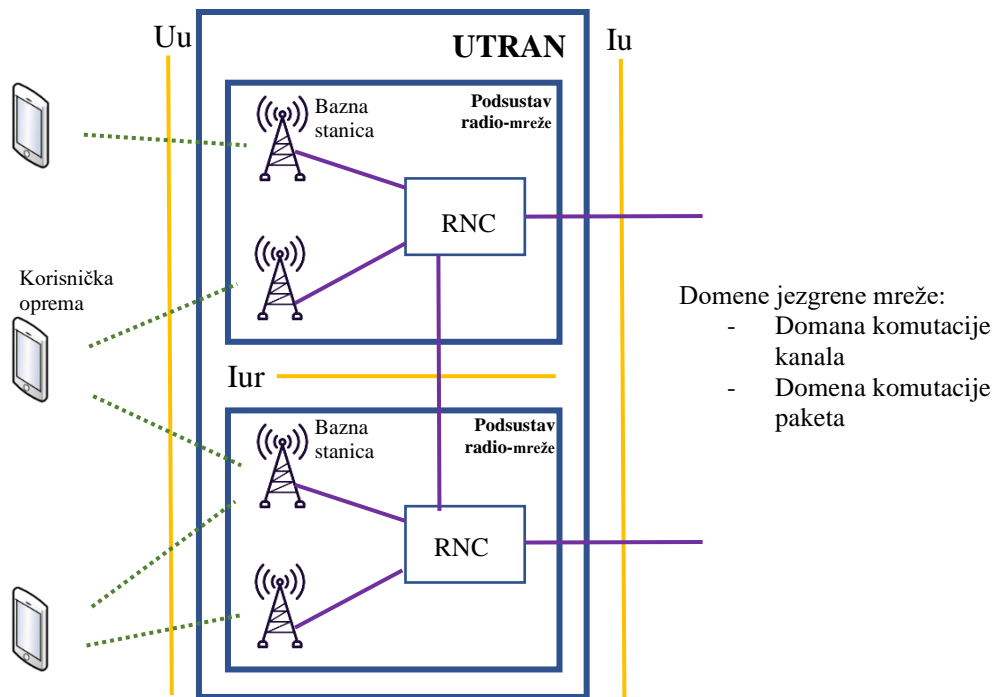 Uu
UTRAN
Iu
Bazna
stanica
Podsustav
radio-mreže
RNC
Korisnička
oprema
Domene jezgrene mreže:
- Domana komutacije
kanala
- Domena komutacije
paketa
Iur
Bazna
stanica
Podsustav
radio-mreže
RNC